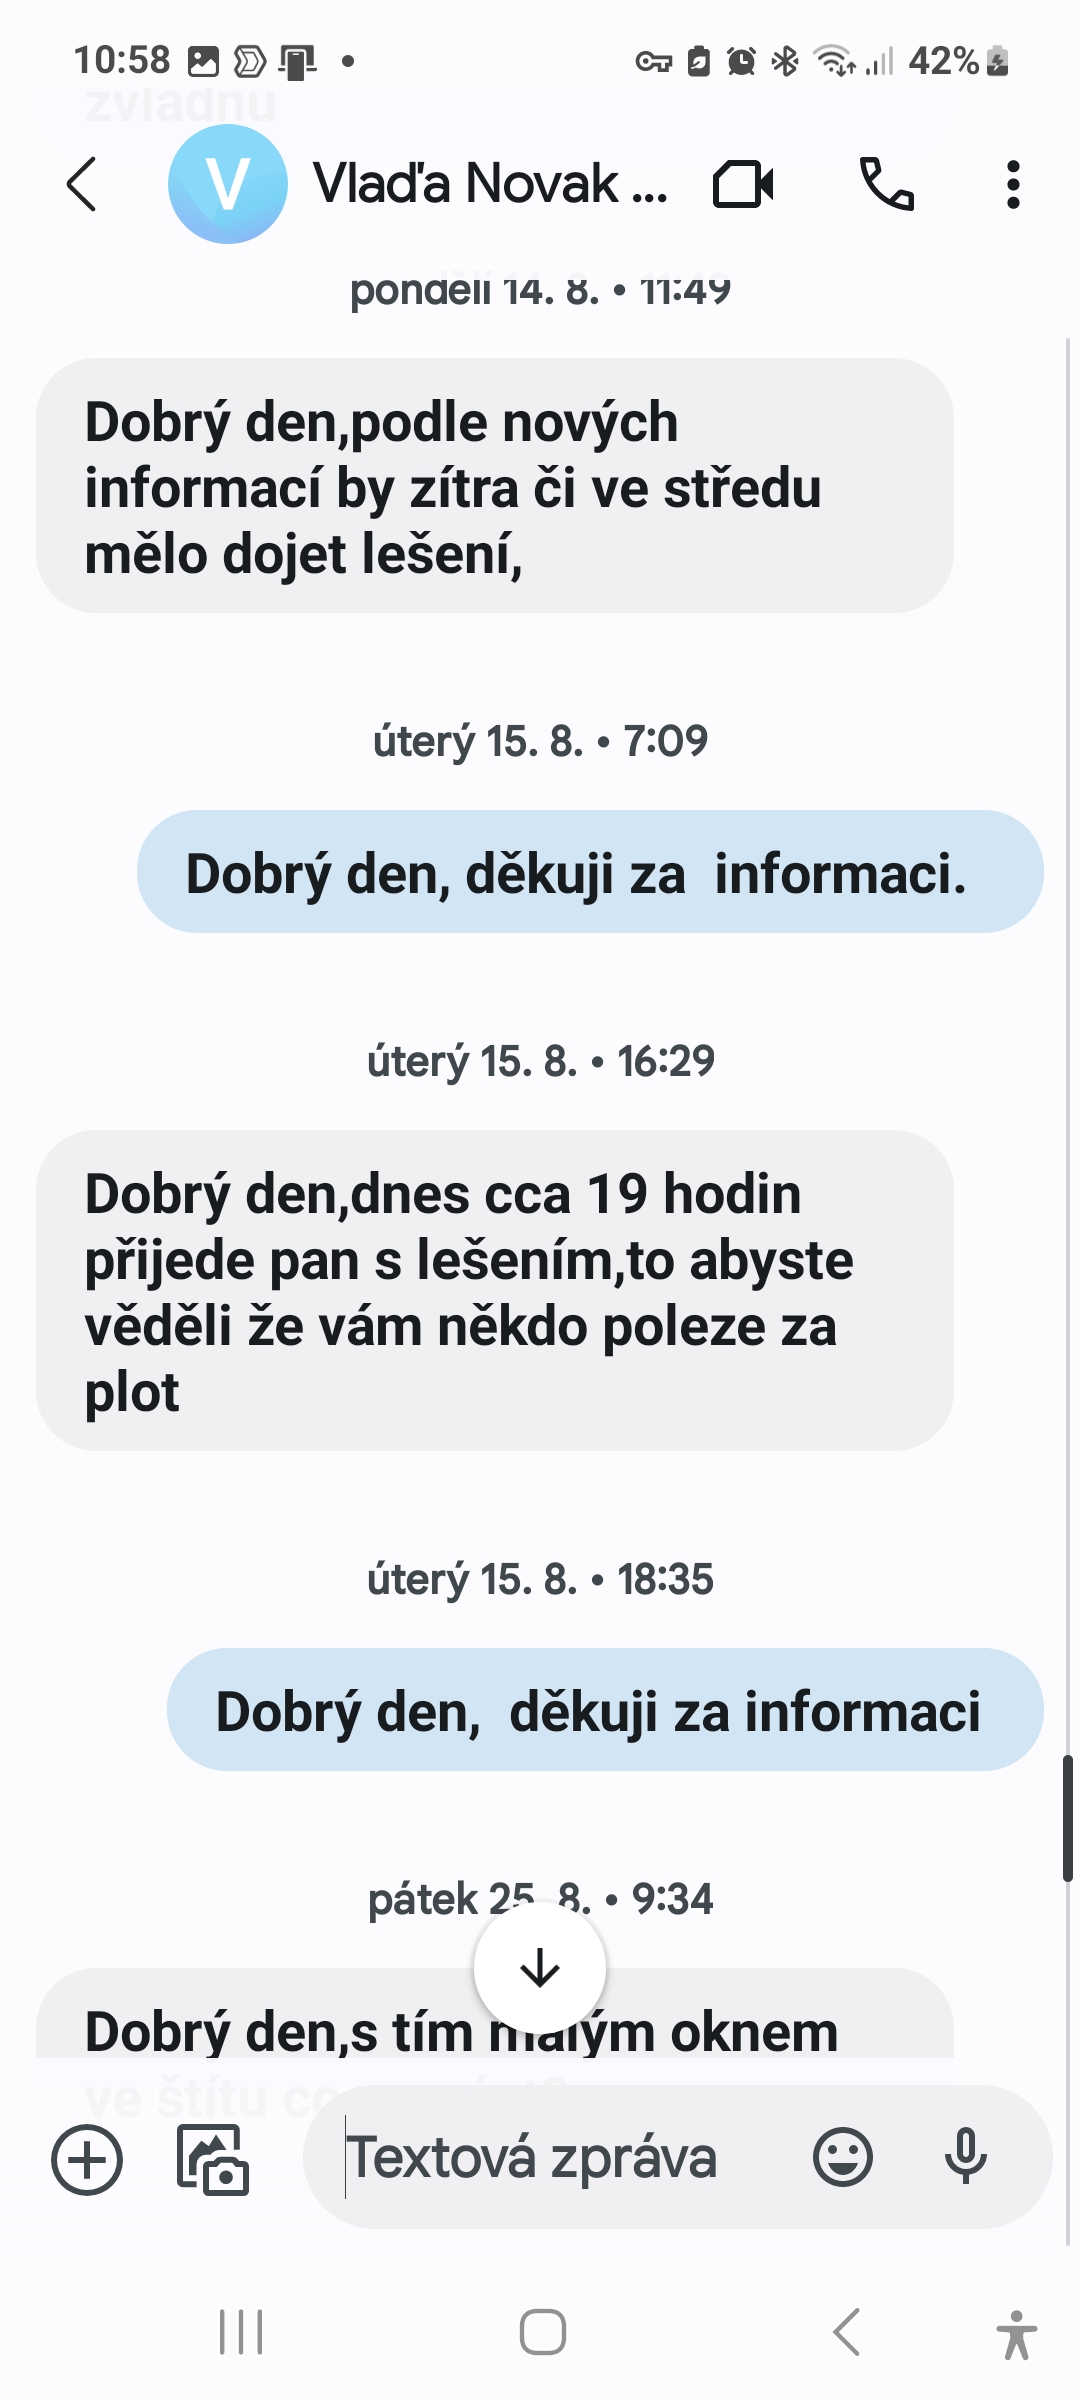 10:58
42%
zvládnu
V
Vlaďa Novak ...
pondělí 14. 8. • 11:49
Dobrý den,podle nových
informací by zítra či ve středu
mělo dojet lešení,
úterý 15. 8. • 7:09
Dobrý den, děkuji za  informaci.
úterý 15. 8. • 16:29
Dobrý den,dnes cca 19 hodin
přijede pan s lešením,to abyste
věděli že vám někdo poleze za
plot
úterý 15. 8. • 18:35
Dobrý den,  děkuji za informaci
pátek 25. 8. • 9:34
Dobrý den,s tím malým oknem
ve štítu
Textová zpráva